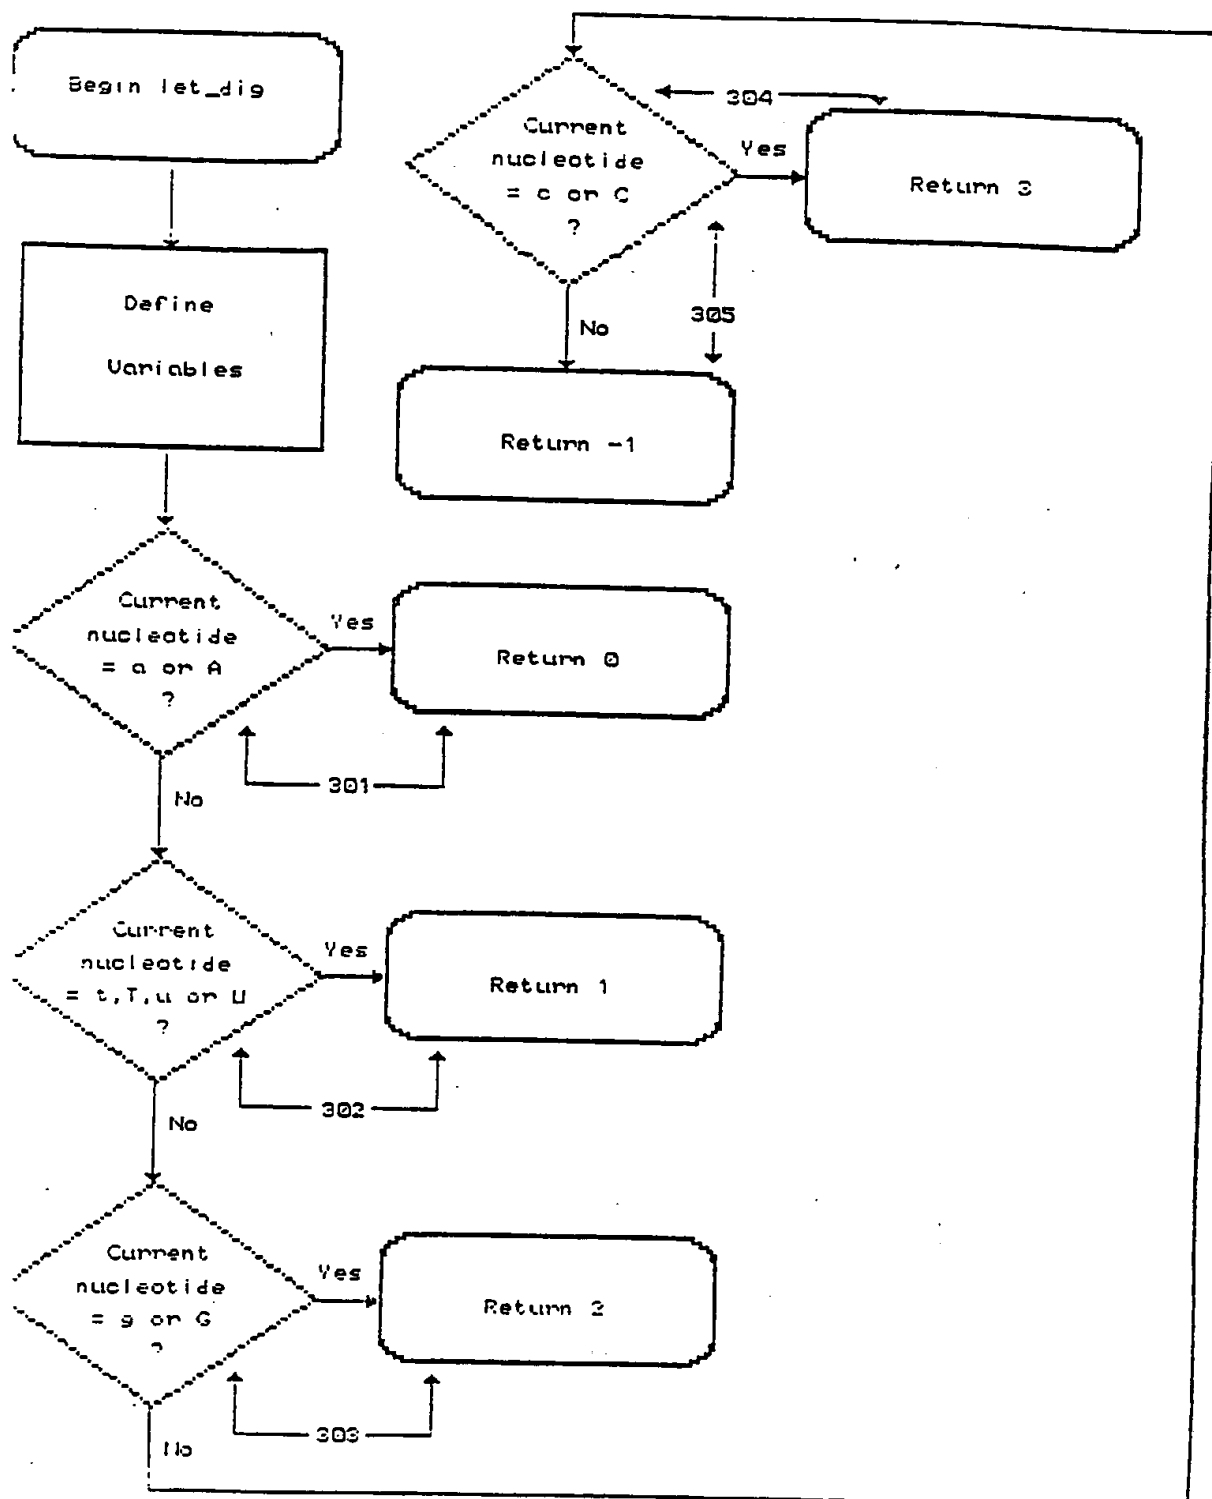 Begin let_dig
Define
Variables
Current
nucleotide
= a or A
?
Yes
Return 0
301
No
Current
nucleotide
= t,T,u or U
?
Yes
Return 1
302
No
Current
nucleotide
= g or G
?
Yes
Return 2
303
No
Current
nucleotide
= c or C
?
304
Yes
Return 3
305
No
Return -1